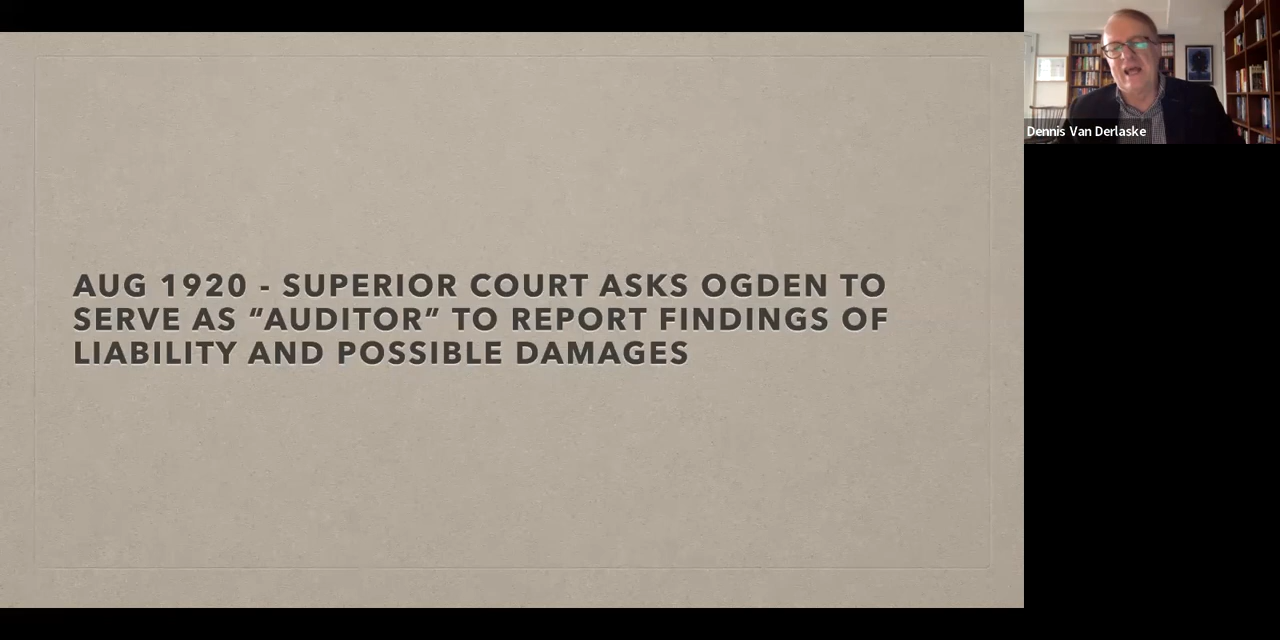 AUG 1920 - SUPERIOR COURT ASKS OGDEN TO
SERVE AS “AUDITOR” TO REPORT FINDINGS OF
LIABILITY AND POSSIBLE DAMAGES
Dennis Van Derlaske